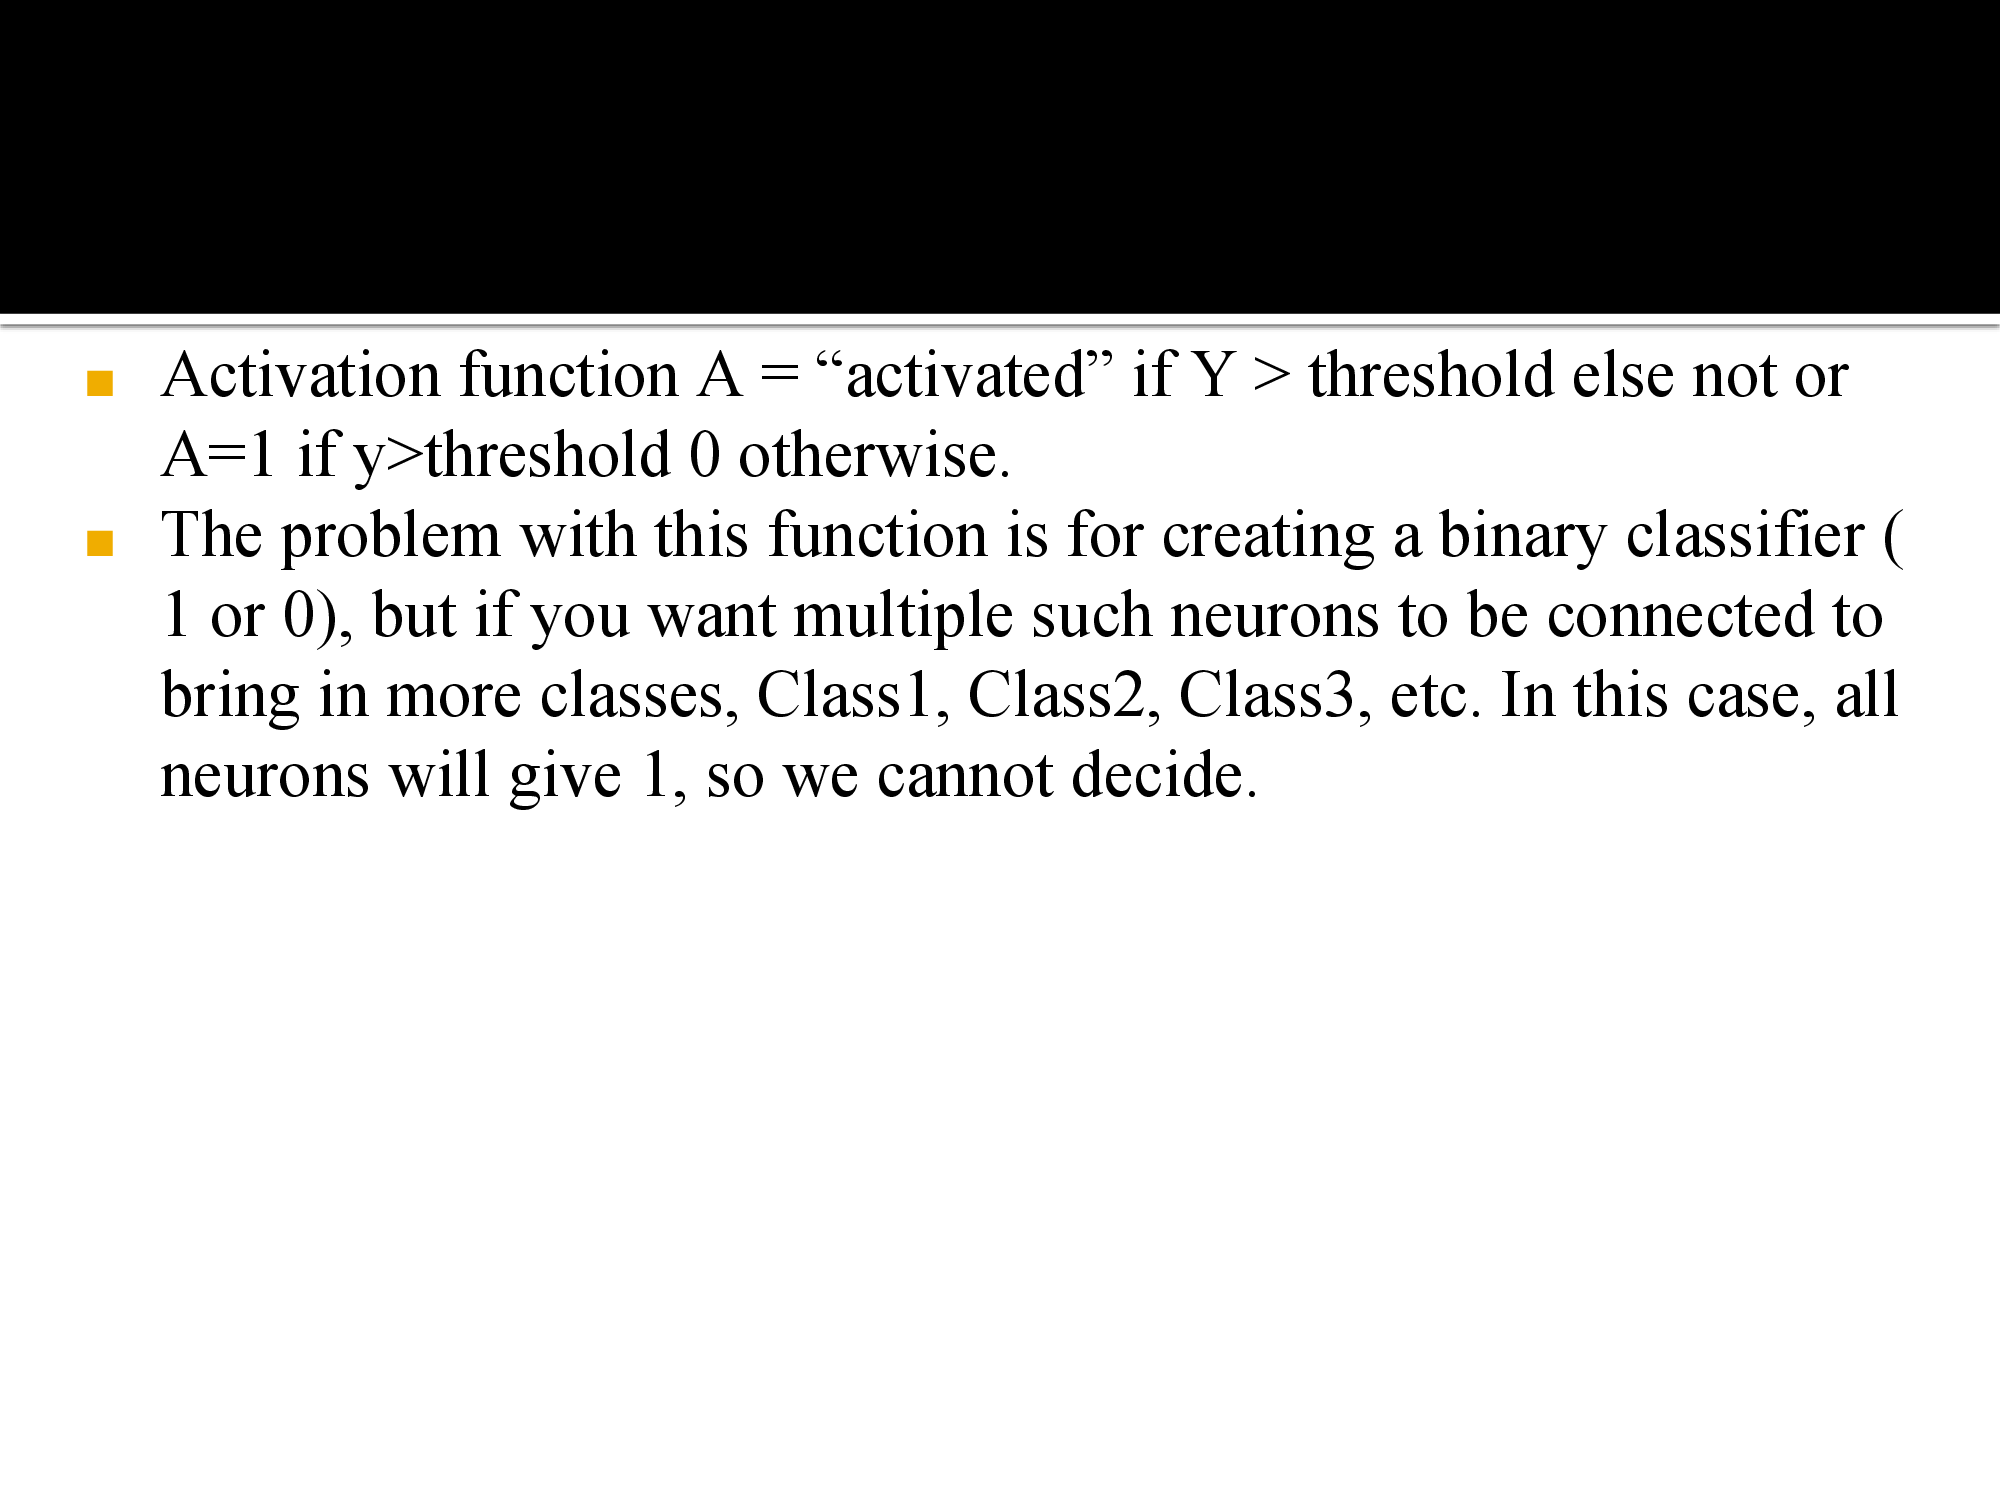 Activation function A = “activated” if Y > threshold else not or
A=1 if y>threshold 0 otherwise.
The problem with this function is for creating a binary classifier (
1 or 0), but if you want multiple such neurons to be connected to
bring in more classes, Class1, Class2, Class3, etc. In this case, all
neurons will give 1, so we cannot decide.